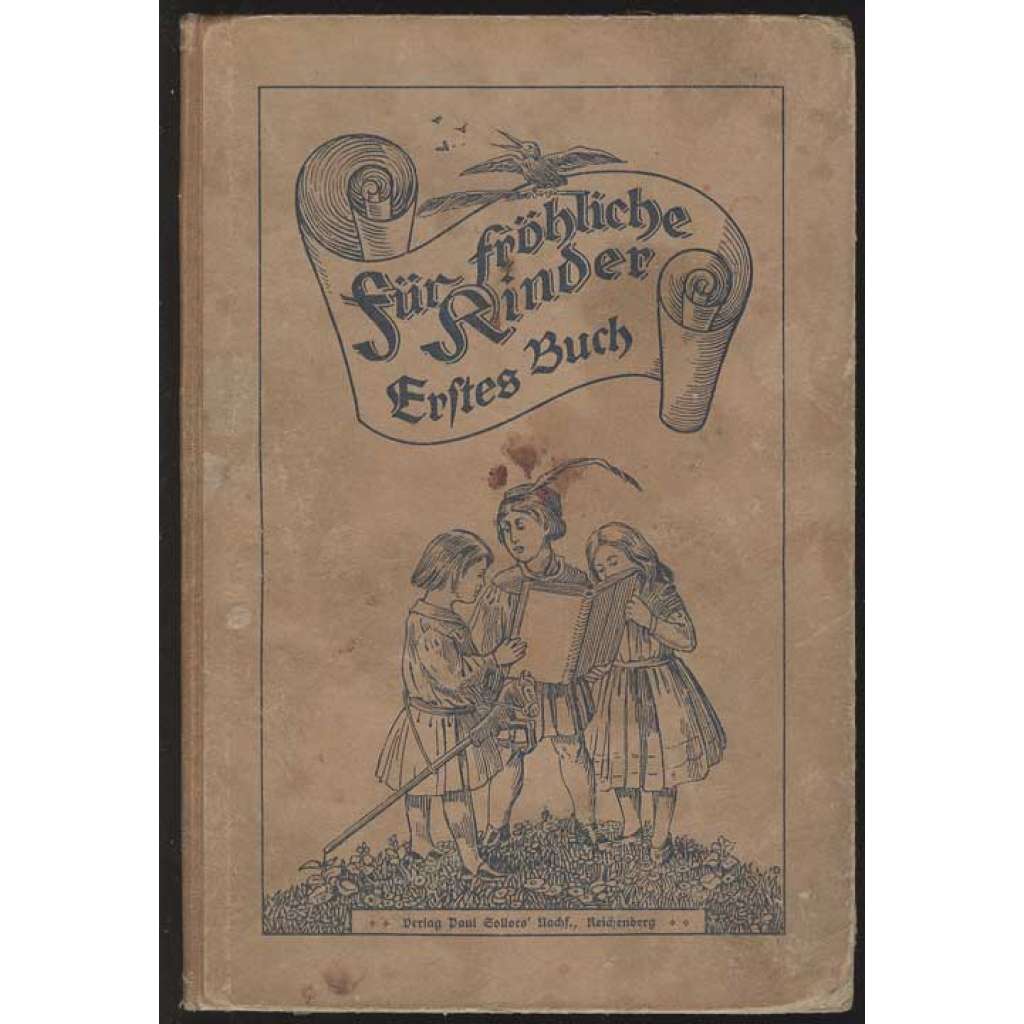 Für fröhliche
Kinder
Erſtes Buch
Verlag Paul Sollors' Nachf., Reichenberg